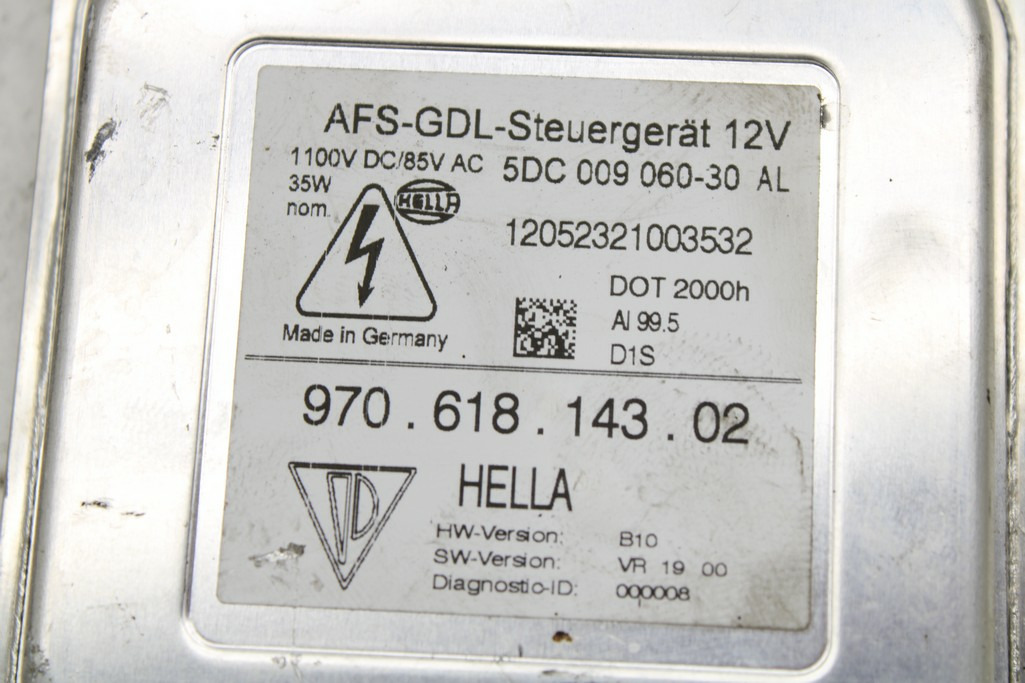 AFS-GDL-Steuergerät 12V
1100V DC/85V AC 5DC 009 060-30 AL
35W
nom.
HELLA
12052321003532
DOT 2000h
Al 99.5
D1S
Made in Germany
970.618.143.02
HELLA
HW-Version: B10
SW-Version: VR 19 00
Diagnostic-ID: 000008